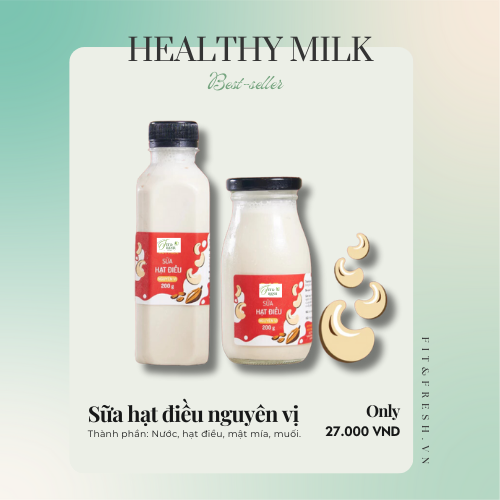 HEALTHY MILK
Best-seller
SỮA
HẠT ĐIỀU
200 g
SỮA
HẠT ĐIỀU
200 g
FIT&FRESH.VN
Sữa hạt điều nguyên vị
Thành phần: Nước, hạt điều, mật mía, muối.
Only
27.000 VND